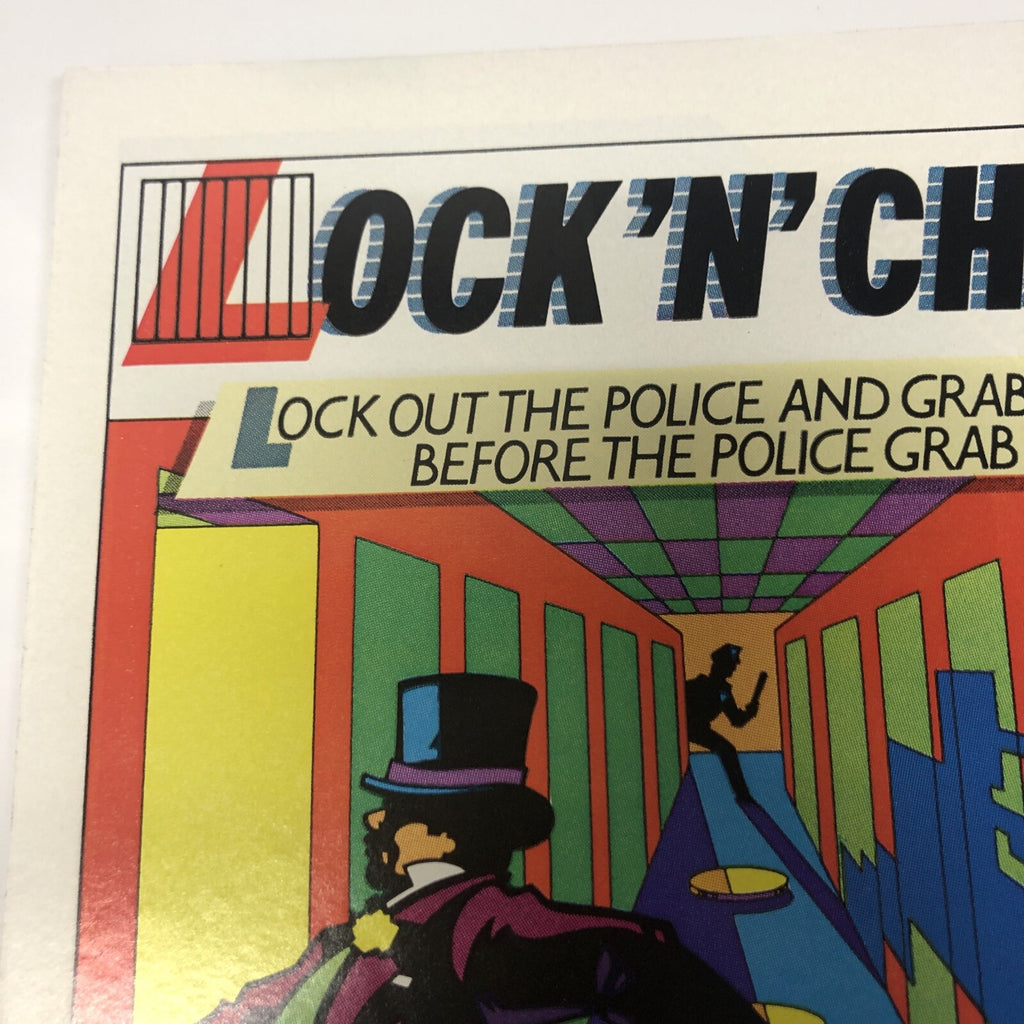 LOCK 'N' CH
LOCK OUT THE POLICE AND GRAB
BEFORE THE POLICE GRAB